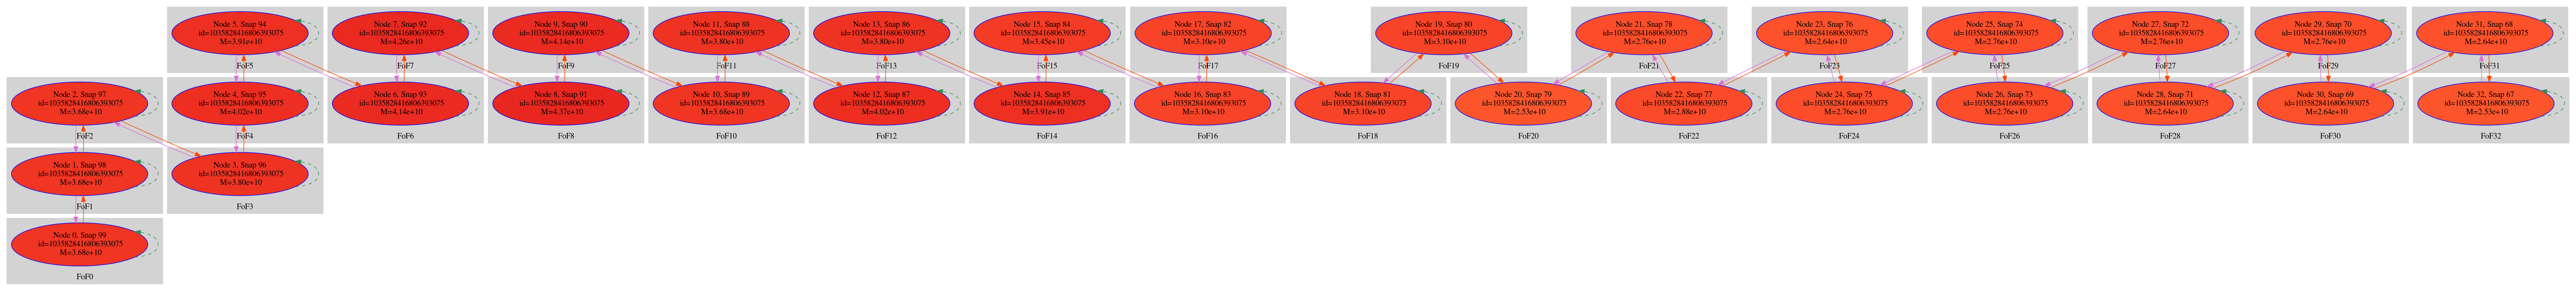 Node 5, Snap 94
id=1035828416806393075
M=3.91e+10
FoF5
Node 7, Snap 92
id=1035828416806393075
M=4.26e+10
FoF7
Node 9, Snap 90
id=1035828416806393075
M=4.14e+10
FoF9
Node 11, Snap 88
id=1035828416806393075
M=3.80e+10
FoF11
Node 13, Snap 86
id=1035828416806393075
M=3.80e+10
FoF13
Node 15, Snap 84
id=1035828416806393075
M=3.45e+10
FoF15
Node 17, Snap 82
id=1035828416806393075
M=3.10e+10
FoF17
Node 19, Snap 80
id=1035828416806393075
M=3.10e+10
FoF19
Node 21, Snap 78
id=1035828416806393075
M=2.76e+10
FoF21
Node 23, Snap 76
id=1035828416806393075
M=2.64e+10
FoF23
Node 25, Snap 74
id=1035828416806393075
M=2.76e+10
FoF25
Node 27, Snap 72
id=1035828416806393075
M=2.76e+10
FoF27
Node 29, Snap 70
id=1035828416806393075
M=2.76e+10
FoF29
Node 31, Snap 68
id=1035828416806393075
M=2.64e+10
FoF31
Node 2, Snap 97
id=1035828416806393075
M=3.68e+10
FoF2
Node 4, Snap 95
id=1035828416806393075
M=4.02e+10
FoF4
Node 6, Snap 93
id=1035828416806393075
M=4.14e+10
FoF6
Node 8, Snap 91
id=1035828416806393075
M=4.37e+10
FoF8
Node 10, Snap 89
id=1035828416806393075
M=3.68e+10
FoF10
Node 12, Snap 87
id=1035828416806393075
M=4.02e+10
FoF12
Node 14, Snap 85
id=1035828416806393075
M=3.91e+10
FoF14
Node 16, Snap 83
id=1035828416806393075
M=3.10e+10
FoF16
Node 18, Snap 81
id=1035828416806393075
M=3.10e+10
FoF18
Node 20, Snap 79
id=1035828416806393075
M=2.53e+10
FoF20
Node 22, Snap 77
id=1035828416806393075
M=2.88e+10
FoF22
Node 24, Snap 75
id=1035828416806393075
M=2.76e+10
FoF24
Node 26, Snap 73
id=1035828416806393075
M=2.76e+10
FoF26
Node 28, Snap 71
id=1035828416806393075
M=2.64e+10
FoF28
Node 30, Snap 69
id=1035828416806393075
M=2.64e+10
FoF30
Node 32, Snap 67
id=1035828416806393075
M=2.53e+10
FoF32
Node 1, Snap 98
id=1035828416806393075
M=3.68e+10
FoF1
Node 3, Snap 96
id=1035828416806393075
M=3.80e+10
FoF3
Node 0, Snap 99
id=1035828416806393075
M=3.68e+10
FoF0